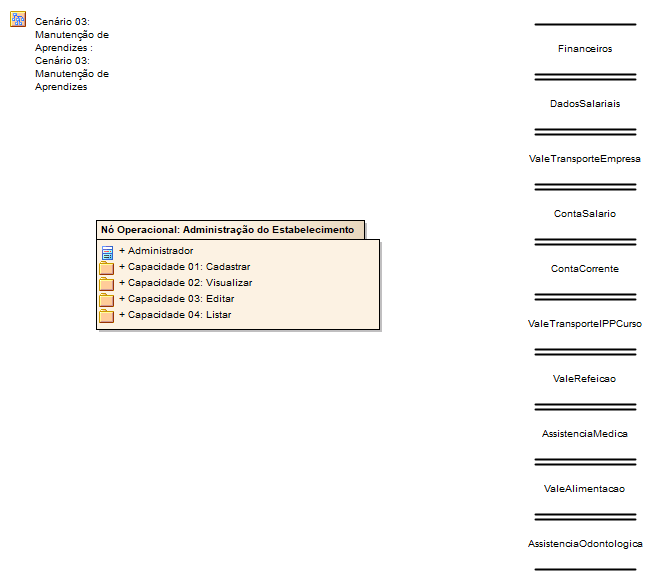 Cenário 03:
Manutenção de
Aprendizes :
Cenário 03:
Manutenção de
Aprendizes
Nó Operacional: Administração do Estabelecimento
+ Administrador
+ Capacidade 01: Cadastrar
+ Capacidade 02: Visualizar
+ Capacidade 03: Editar
+ Capacidade 04: Listar
Financeiros
DadosSalariais
ValeTransporteEmpresa
ContaSalario
ContaCorrente
ValeTransporteIPPCurso
ValeRefeicao
AssistenciaMedica
ValeAlimentacao
AssistenciaOdontologica